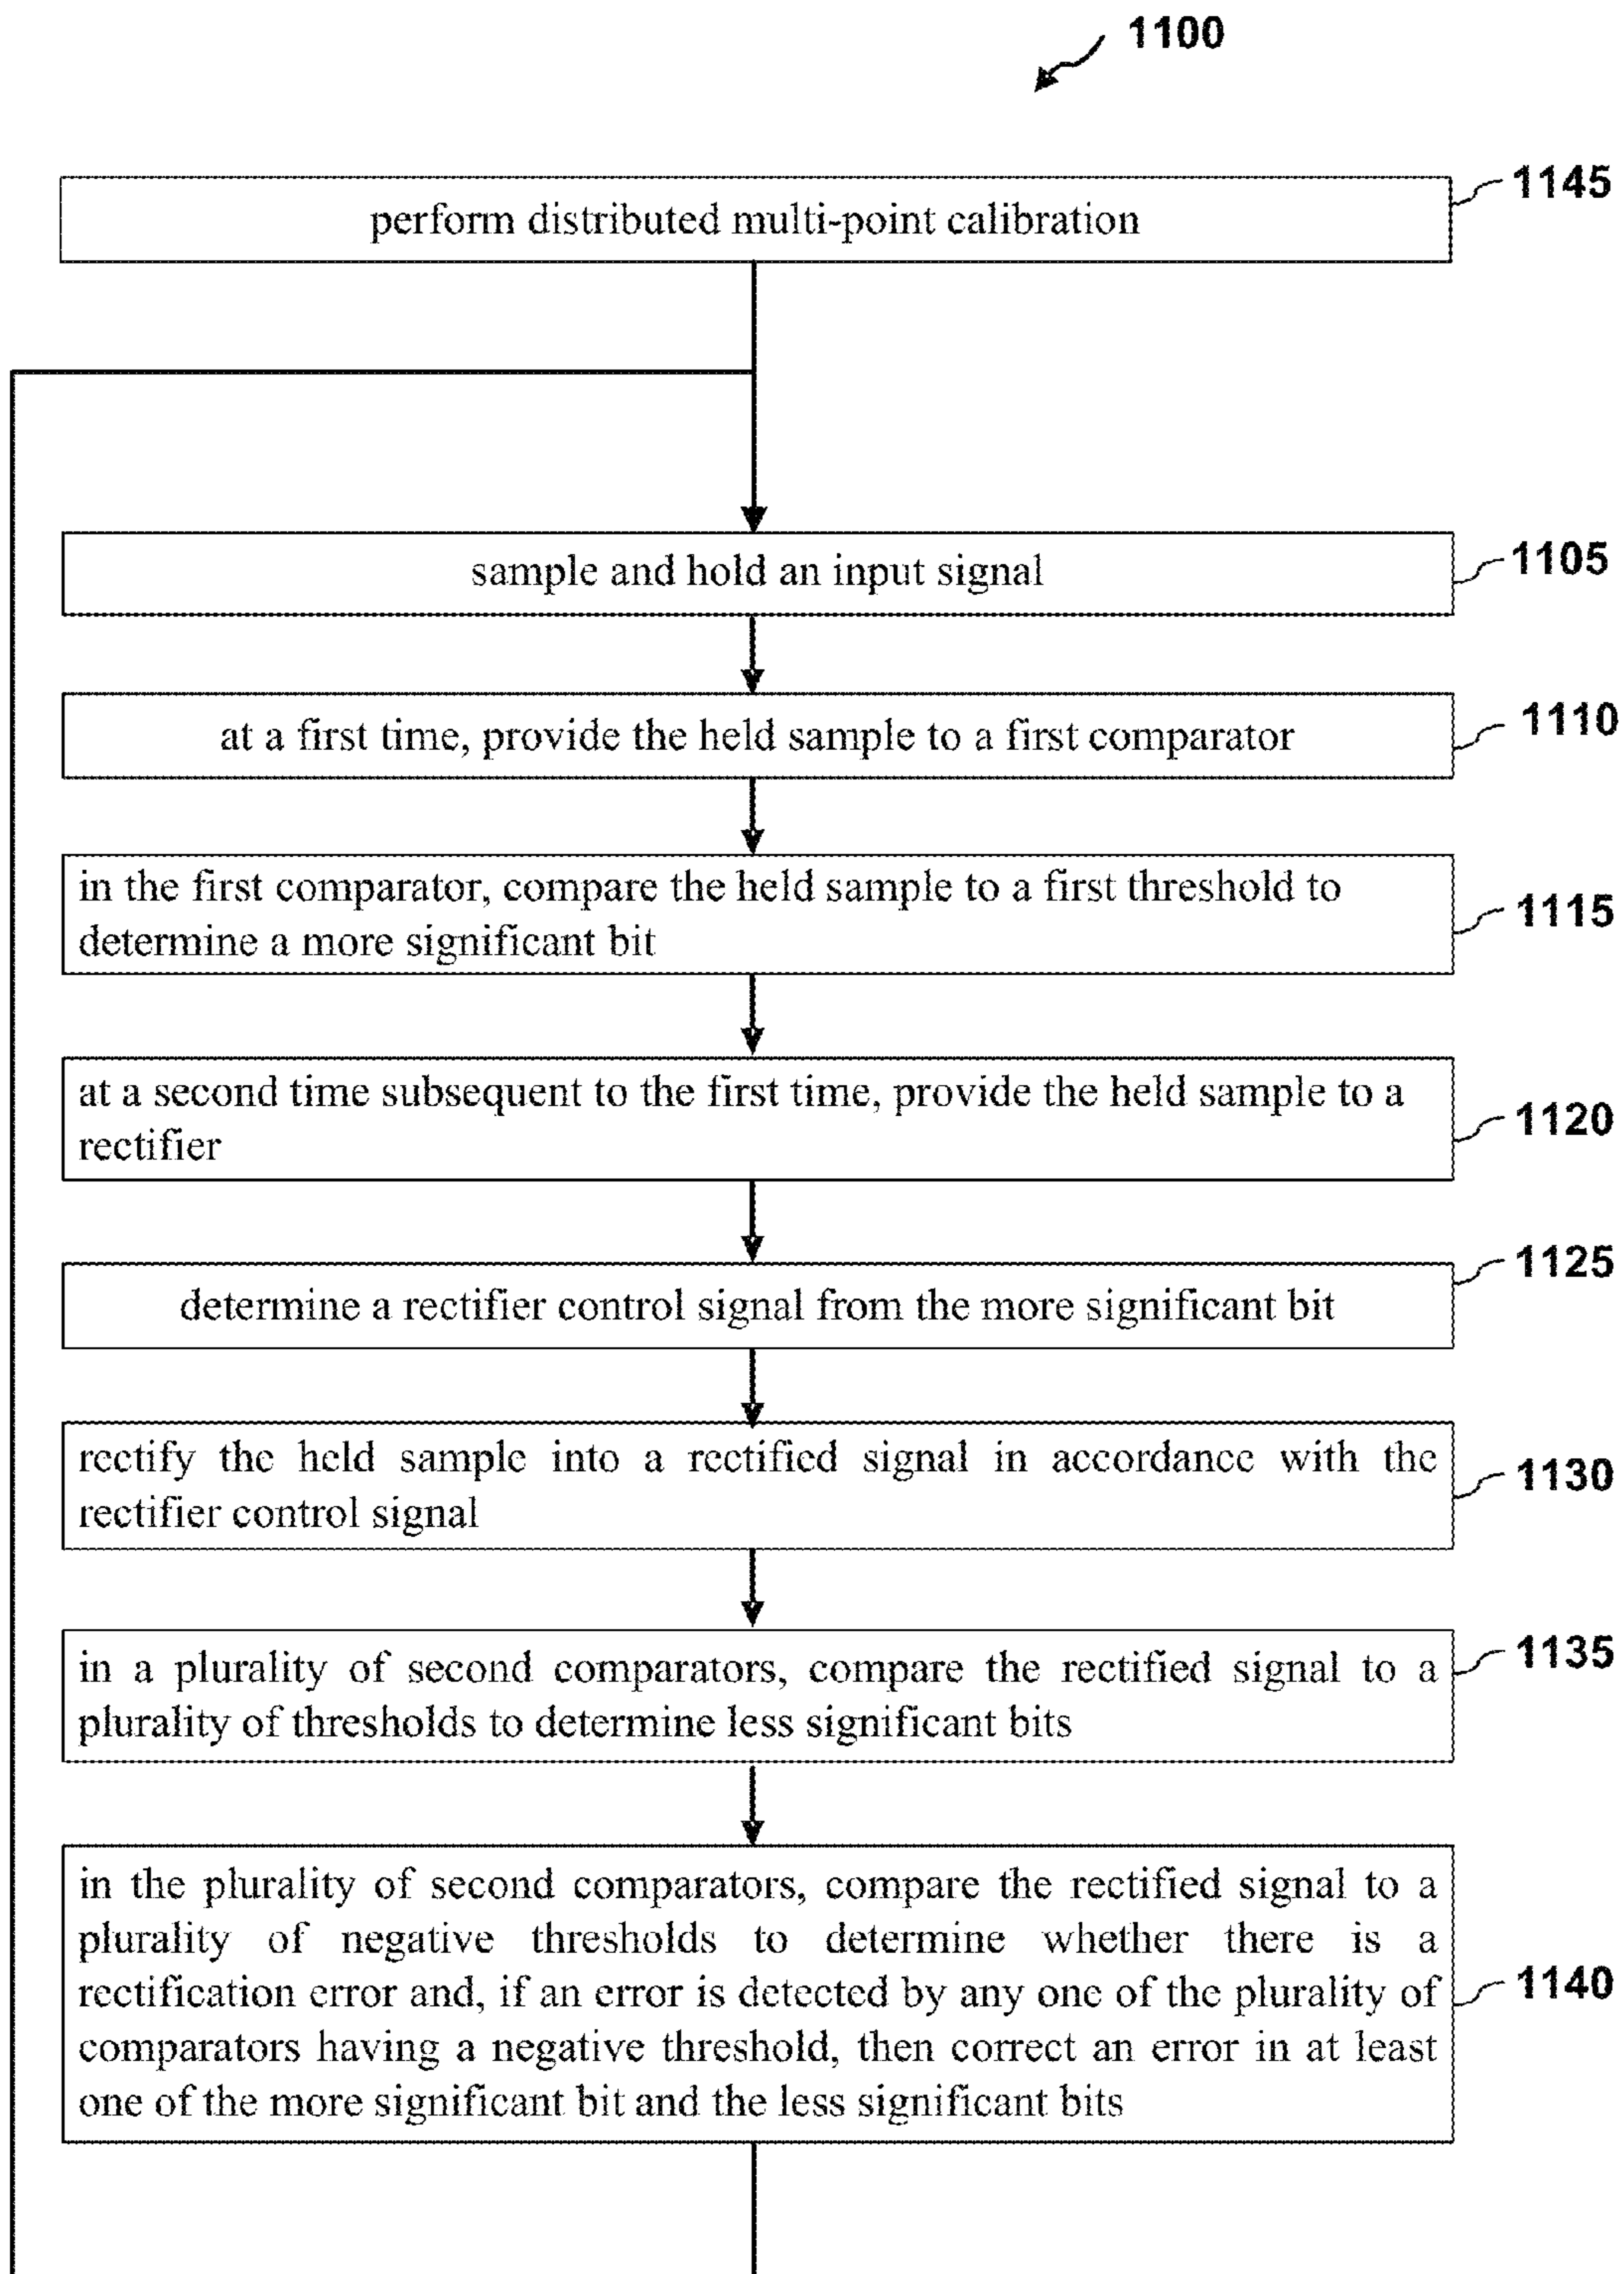 1100
perform distributed multi-point calibration
1145
sample and hold an input signal
1105
at a first time, provide the held sample to a first comparator
1110
in the first comparator, compare the held sample to a first threshold to
determine a more significant bit
1115
at a second time subsequent to the first time, provide the held sample to a
rectifier
1120
determine a rectifier control signal from the more significant bit
1125
rectify the held sample into a rectified signal in accordance with the
rectifier control signal
1130
in a plurality of second comparators, compare the rectified signal to a
plurality of thresholds to determine less significant bits
1135
in the plurality of second comparators, compare the rectified signal to a
plurality of negative thresholds to determine whether there is a
rectification error and, if an error is detected by any one of the plurality of
comparators having a negative threshold, then correct an error in at least
one of the more significant bit and the less significant bits
1140